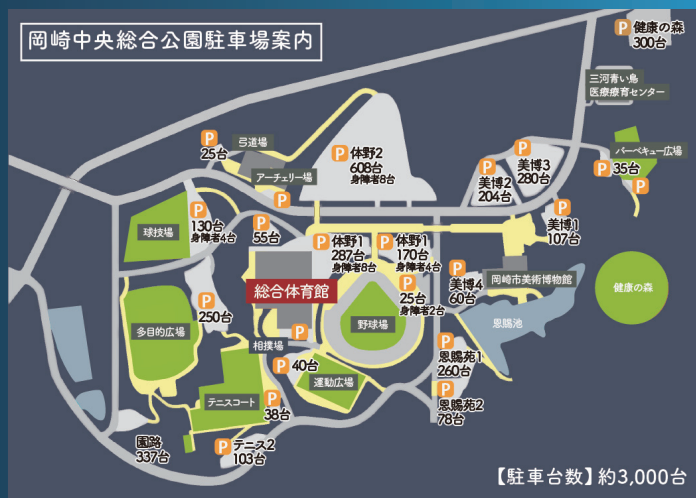 岡崎中央総合公園駐車場案内
P 健康の森
300台
三河青い鳥
医療療育センター
弓道場
P
25台
アーチェリー場
P
P 体野2
608台
身障者8台
バーベキュー広場
P 35台
P
P 美博3
280台
P 美博2
204台
P 130台
身障者4台
球技場
P
55台
P 美博1
107台
P 体野1
287台
身障者8台
P 体野1
170台
身障者4台
総合体育館
P 美博4
60台
岡崎市美術博物館
P
25台
身障者2台
健康の森
P
250台
多目的広場
野球場
恩賜池
P
相撲場
P 恩賜苑1
260台
P 40台
運動広場
テニスコート
P
38台
P 恩賜苑2
78台
園路
337台
P テニス2
103台
【駐車台数】約3,000台